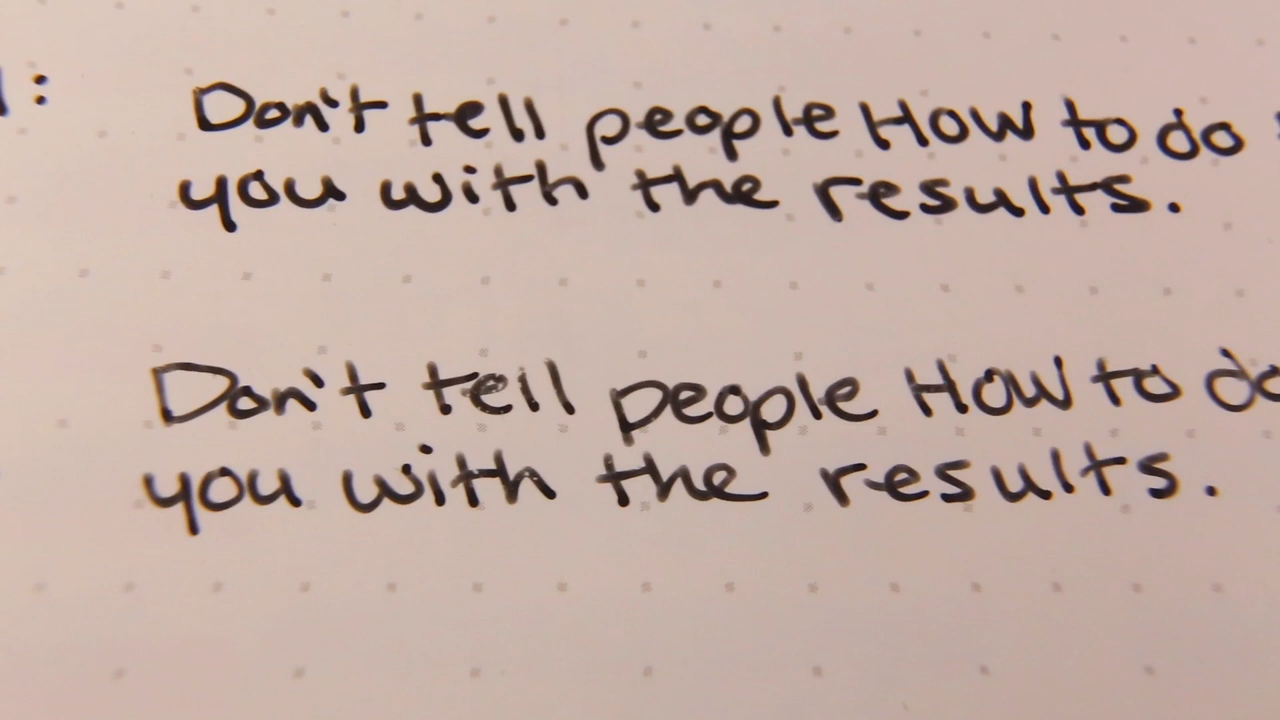 : Don't tell people How to do
you with the results.
Don't tell people How to do
you with the results.